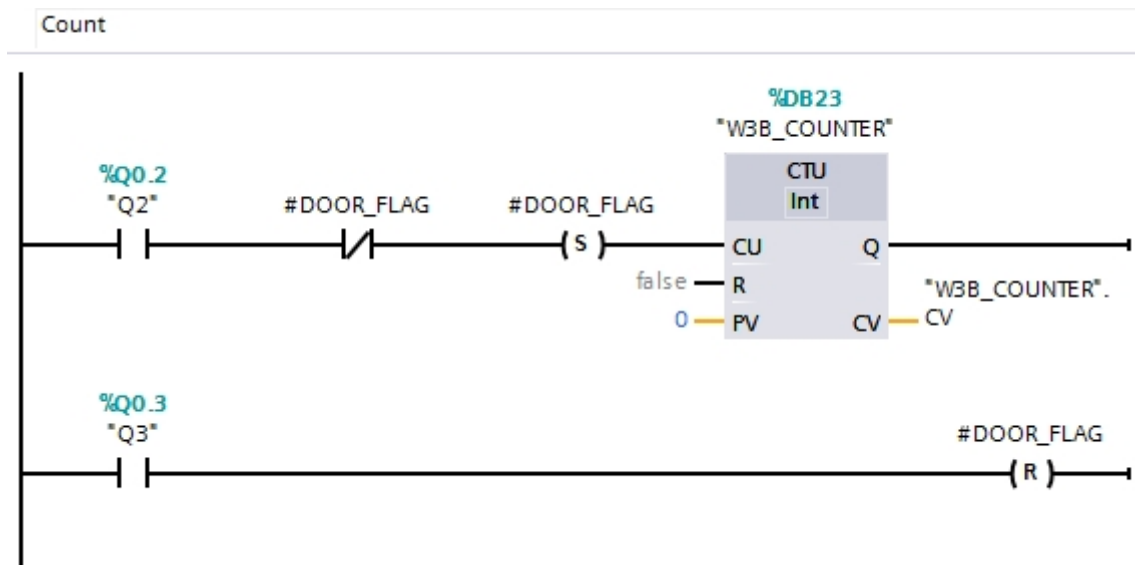 Count
%DB23
"W3B_COUNTER"
CTU
Int
%Q0.2
"Q2"
#DOOR_FLAG
#DOOR_FLAG
S
CU
Q
false
R
"W3B_COUNTER".
CV
0
PV
CV
%Q0.3
"Q3"
#DOOR_FLAG
R